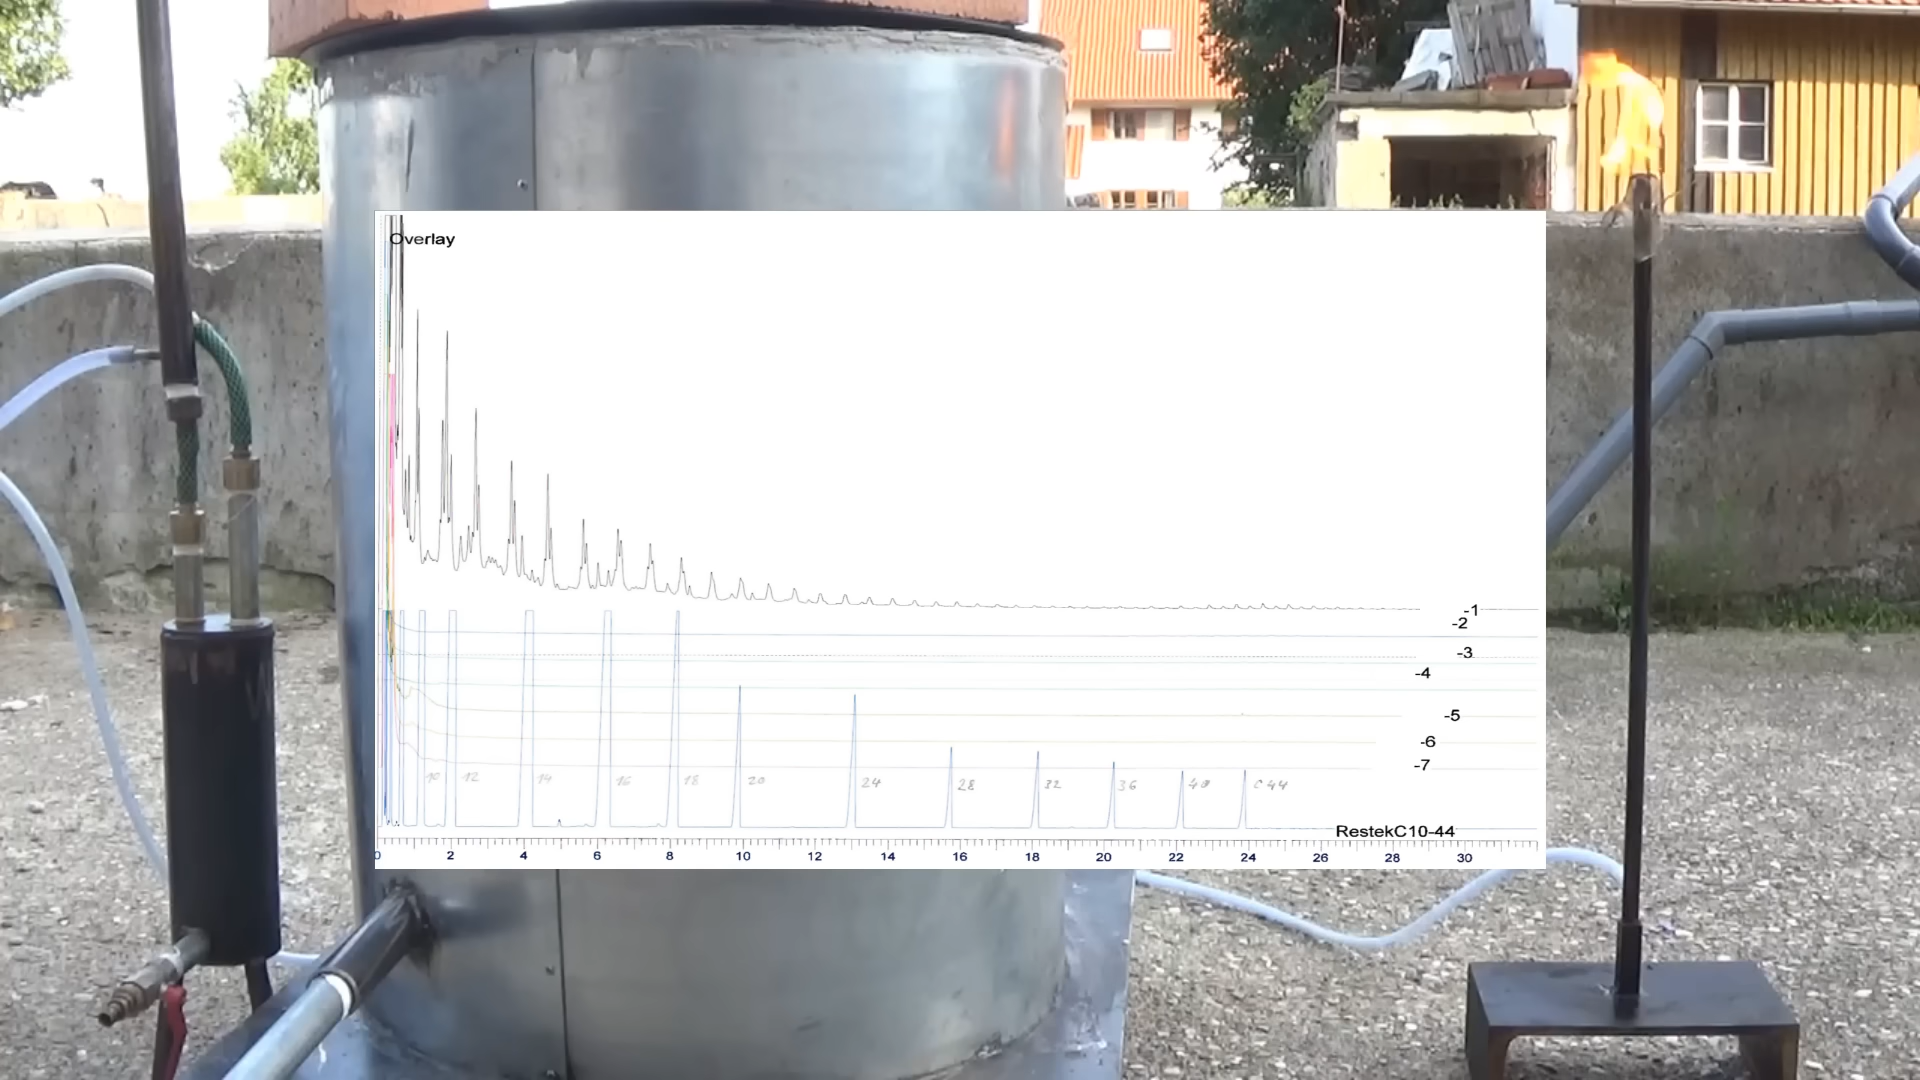 Overlay
-1
-2
-3
-4
-5
-6
-7
10 12 14 16 18 20 24 28 32 36 40 C44
RestekC10-44
0 2 4 6 8 10 12 14 16 18 20 22 24 26 28 30